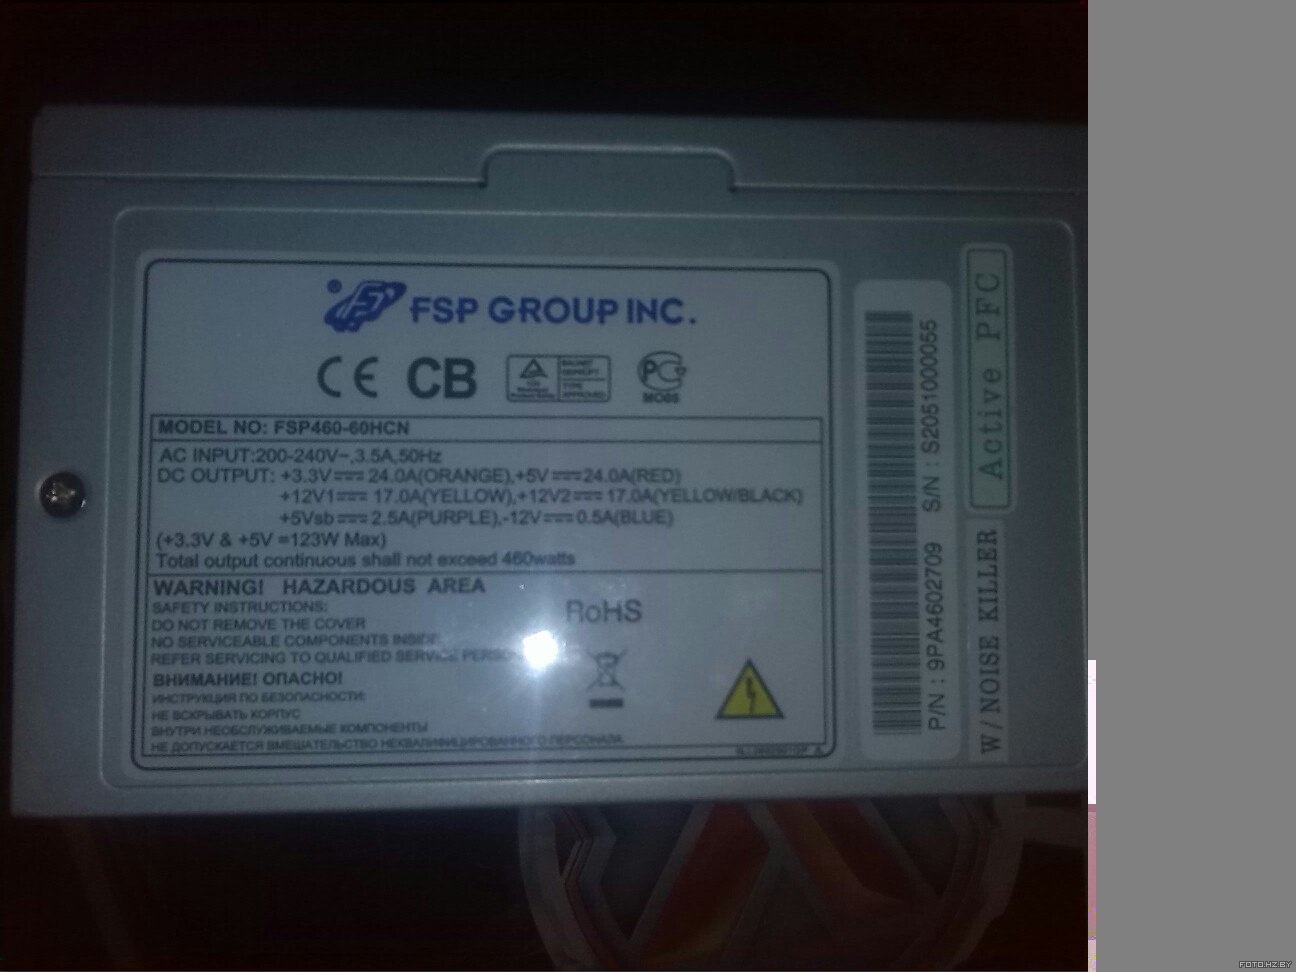 FSP GROUP INC.
CE CB
PC
MODEL NO: FSP460-60HCN
AC INPUT:200-240V~,3.5A,50Hz
DC OUTPUT: +3.3V⎓24.0A(ORANGE),+5V⎓24.0A(RED)
+12V1⎓17.0A(YELLOW),+12V2⎓17.0A(YELLOW/BLACK)
+5Vsb⎓2.5A(PURPLE),-12V⎓0.5A(BLUE)
(+3.3V & +5V =123W Max)
Total output continuous shall not exceed 460watts
WARNING! HAZARDOUS AREA
SAFETY INSTRUCTIONS:
DO NOT REMOVE THE COVER
NO SERVICEABLE COMPONENTS INSIDE
REFER SERVICING TO QUALIFIED SERVICE
RoHS
ВНИМАНИЕ! ОПАСНО!
ИНСТРУКЦИЯ ПО БЕЗОПАСНОСТИ:
НЕ ВСКРЫВАТЬ КОРПУС
ВНУТРИ НЕОБСЛУЖИВАЕМЫЕ КОМПОНЕНТЫ
НЕ ДОПУСКАЕТСЯ ВМЕШАТЕЛЬСТВО НЕКВАЛИФИЦИРОВАННОГО ПЕРСОНАЛА
P/N : 9PA4602709 S/N : S2051000055
Active PFC
W/NOISE KILLER
FOTO.HZ.BY